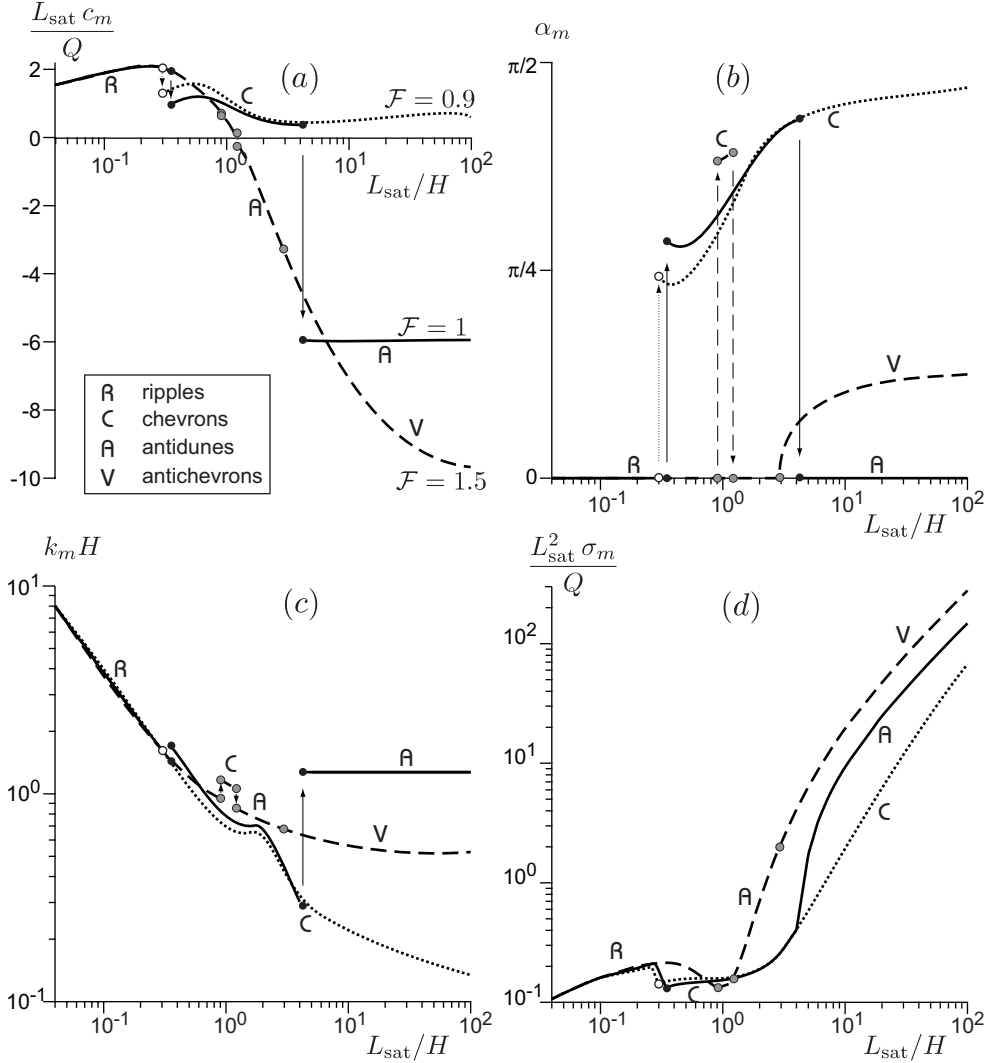 L_sat c_m / Q
2
0
-2
-4
-6
-8
-10
10^-1
10^0
10^1
10^2
L_sat/H
(a)
R
C
A
A
V
F = 0.9
F = 1
F = 1.5
R ripples
C chevrons
A antidunes
V antichevrons
α_m
π/2
π/4
0
(b)
C
C
V
R
A
10^-1
10^0
10^1
10^2
L_sat/H
k_m H
10^1
10^0
10^-1
(c)
R
C
A
A
V
C
10^-1
10^0
10^1
10^2
L_sat/H
L_sat^2 σ_m / Q
10^2
10^1
10^0
10^-1
(d)
V
A
C
A
R
C
10^-1
10^0
10^1
10^2
L_sat/H